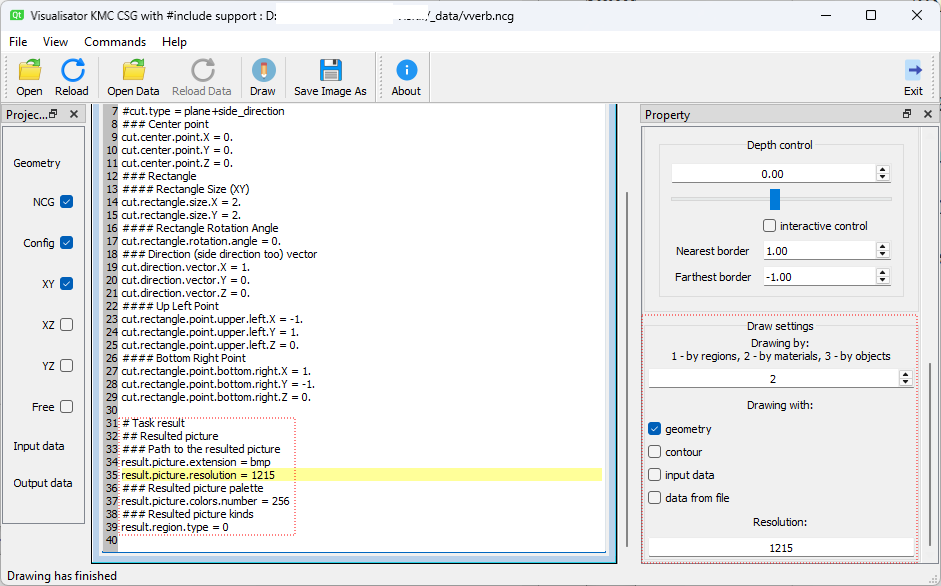 Visualisator KMC CSG with #include support : D: /_data/vverb.ncg
File View Commands Help
Open Reload Open Data Reload Data Draw Save Image As About Exit
Projec...
Geometry
NCG
Config
XY
XZ
YZ
Free
Input data
Output data
7 #cut.type = plane+side_direction
8 ### Center point
9 cut.center.point.X = 0.
10 cut.center.point.Y = 0.
11 cut.center.point.Z = 0.
12 ### Rectangle
13 #### Rectangle Size (XY)
14 cut.rectangle.size.X = 2.
15 cut.rectangle.size.Y = 2.
16 #### Rectangle Rotation Angle
17 cut.rectangle.rotation.angle = 0.
18 ### Direction (side direction too) vector
19 cut.direction.vector.X = 1.
20 cut.direction.vector.Y = 0.
21 cut.direction.vector.Z = 0.
22 #### Up Left Point
23 cut.rectangle.point.upper.left.X = -1.
24 cut.rectangle.point.upper.left.Y = 1.
25 cut.rectangle.point.upper.left.Z = 0.
26 #### Bottom Right Point
27 cut.rectangle.point.bottom.right.X = 1.
28 cut.rectangle.point.bottom.right.Y = -1.
29 cut.rectangle.point.bottom.right.Z = 0.
30
31 # Task result
32 ## Resulted picture
33 ### Path to the resulted picture
34 result.picture.extension = bmp
35 result.picture.resolution = 1215
36 ### Resulted picture palette
37 result.picture.colors.number = 256
38 ### Resulted picture kinds
39 result.region.type = 0
40
Property
Depth control
0.00
interactive control
Nearest border 1.00
Farthest border -1.00
Draw settings
Drawing by:
1 - by regions, 2 - by materials, 3 - by objects
2
Drawing with:
geometry
contour
input data
data from file
Resolution:
1215
Drawing has finished